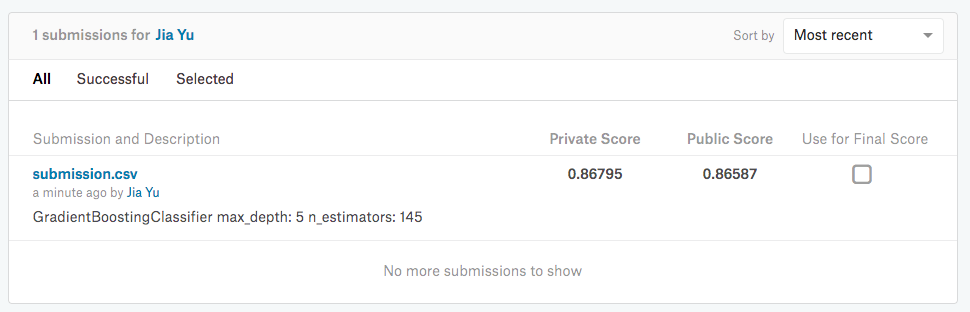 1 submissions for Jia Yu
Sort by Most recent
All Successful Selected
Submission and Description Private Score Public Score Use for Final Score
submission.csv 0.86795 0.86587
a minute ago by Jia Yu
GradientBoostingClassifier max_depth: 5 n_estimators: 145
No more submissions to show